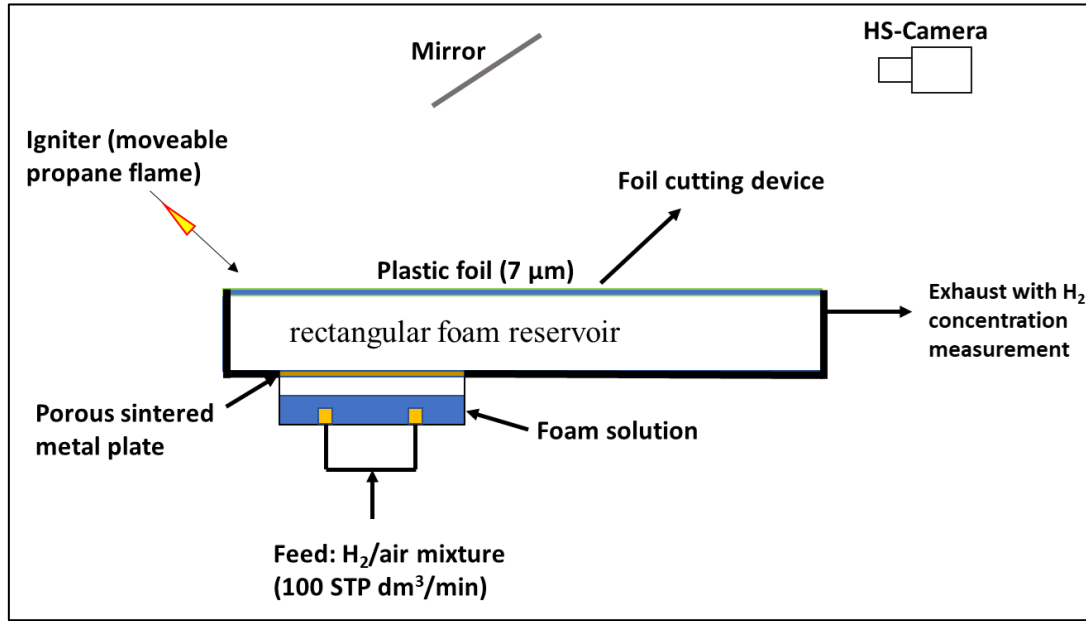 HS-Camera
Mirror
Igniter (moveable
propane flame)
Foil cutting device
Plastic foil (7 µm)
Exhaust with H₂
concentration
measurement
rectangular foam reservoir
Porous sintered
metal plate
Foam solution
Feed: H₂/air mixture
(100 STP dm³/min)